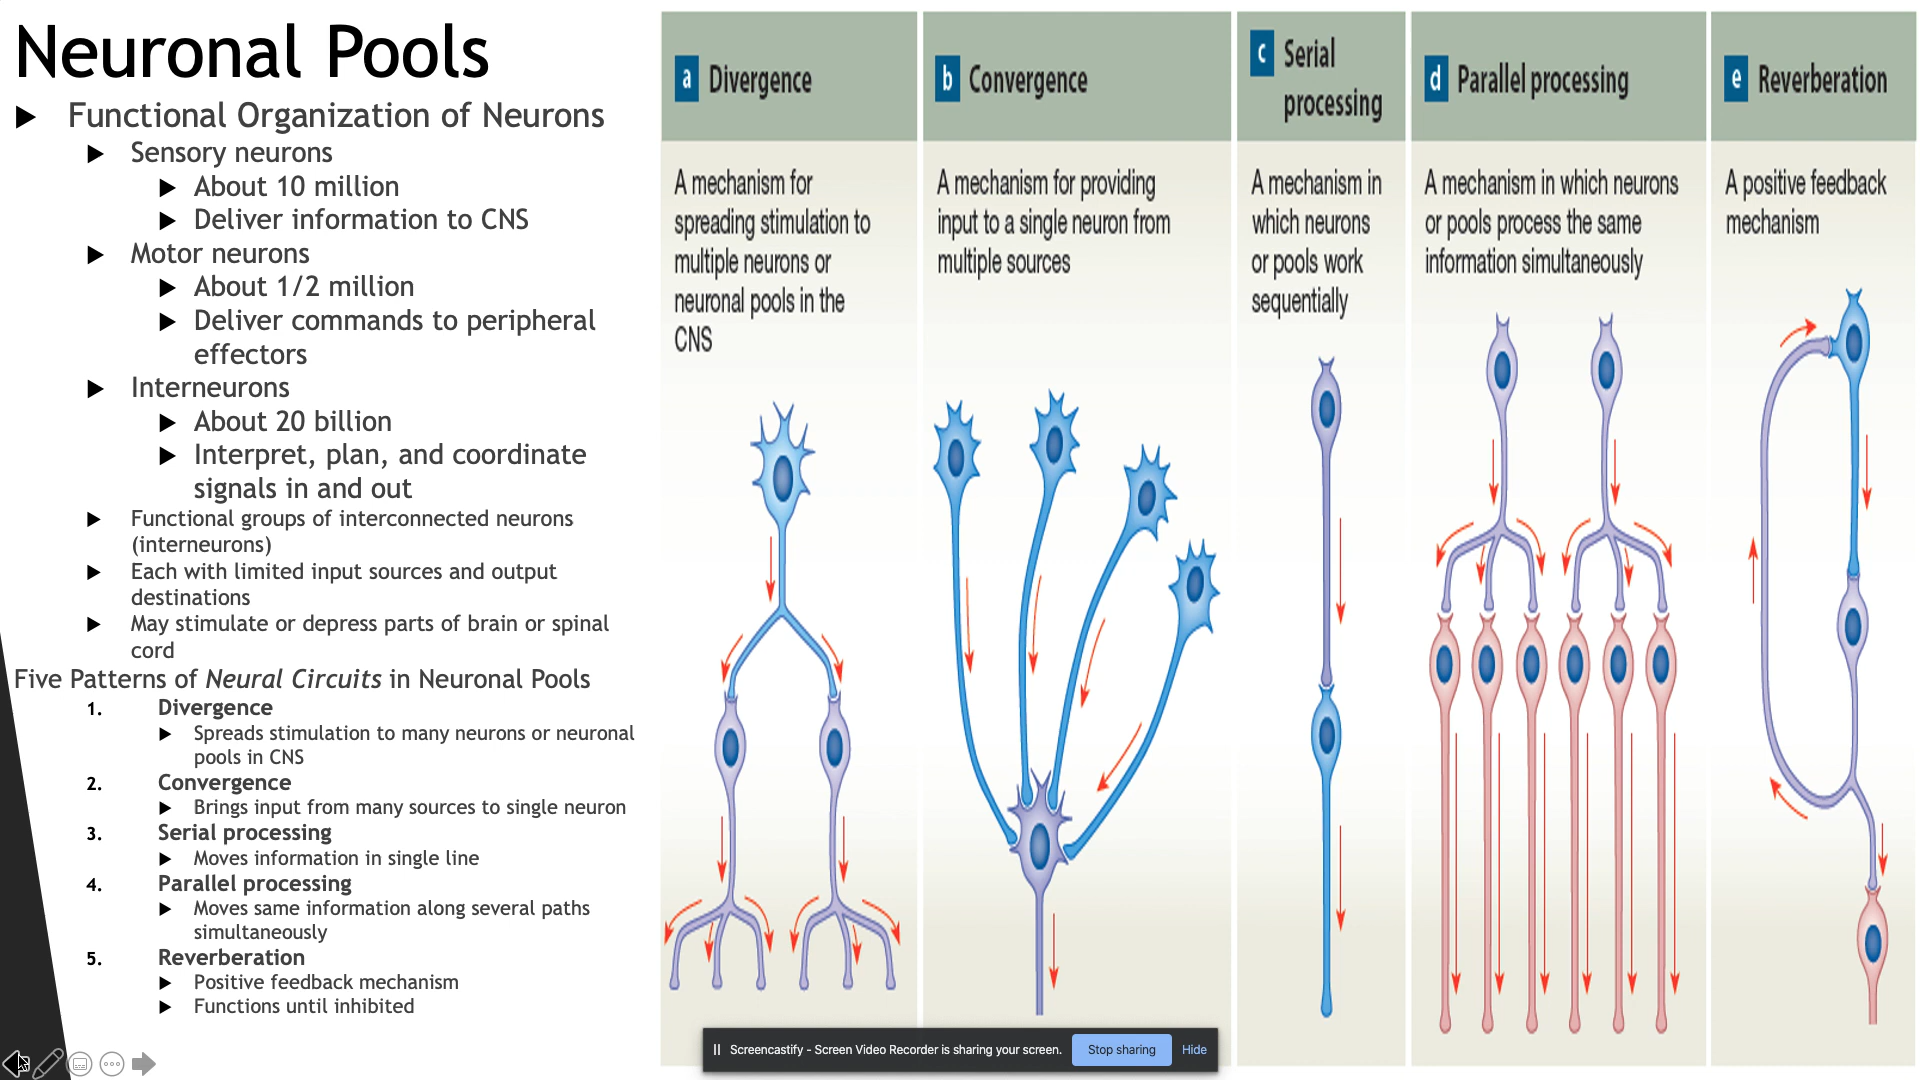 Neuronal Pools
Functional Organization of Neurons
Sensory neurons
About 10 million
Deliver information to CNS
Motor neurons
About 1/2 million
Deliver commands to peripheral
effectors
Interneurons
About 20 billion
Interpret, plan, and coordinate
signals in and out
Functional groups of interconnected neurons
(interneurons)
Each with limited input sources and output
destinations
May stimulate or depress parts of brain or spinal
cord
Five Patterns of Neural Circuits in Neuronal Pools
1. Divergence
Spreads stimulation to many neurons or neuronal
pools in CNS
2. Convergence
Brings input from many sources to single neuron
3. Serial processing
Moves information in single line
4. Parallel processing
Moves same information along several paths
simultaneously
5. Reverberation
Positive feedback mechanism
Functions until inhibited
a Divergence
A mechanism for
spreading stimulation to
multiple neurons or
neuronal pools in the
CNS
b Convergence
A mechanism for providing
input to a single neuron from
multiple sources
c Serial
processing
A mechanism in
which neurons
or pools work
sequentially
d Parallel processing
A mechanism in which neurons
or pools process the same
information simultaneously
e Reverberation
A positive feedback
mechanism
Screencastify - Screen Video Recorder is sharing your screen. Stop sharing Hide